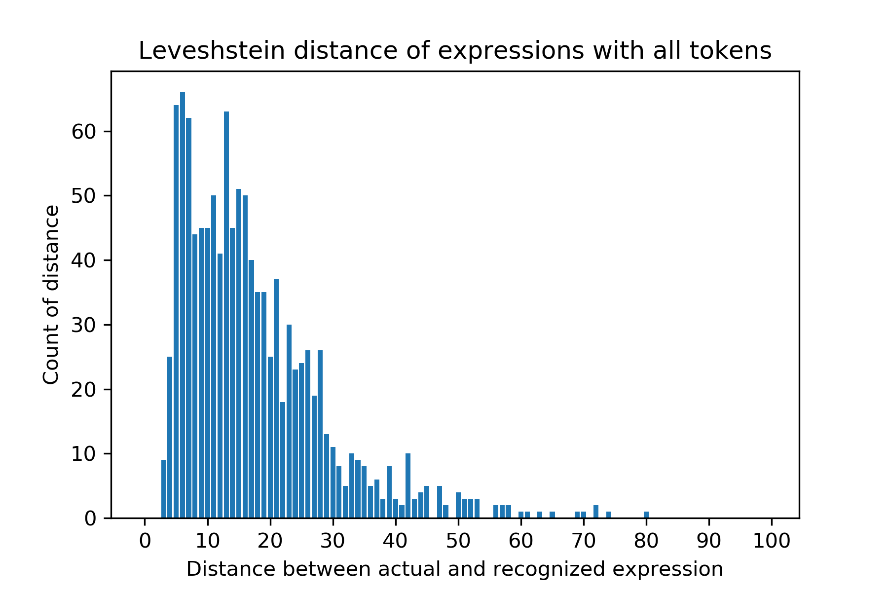 Leveshstein distance of expressions with all tokens
Count of distance
60
50
40
30
20
10
0
0 10 20 30 40 50 60 70 80 90 100
Distance between actual and recognized expression